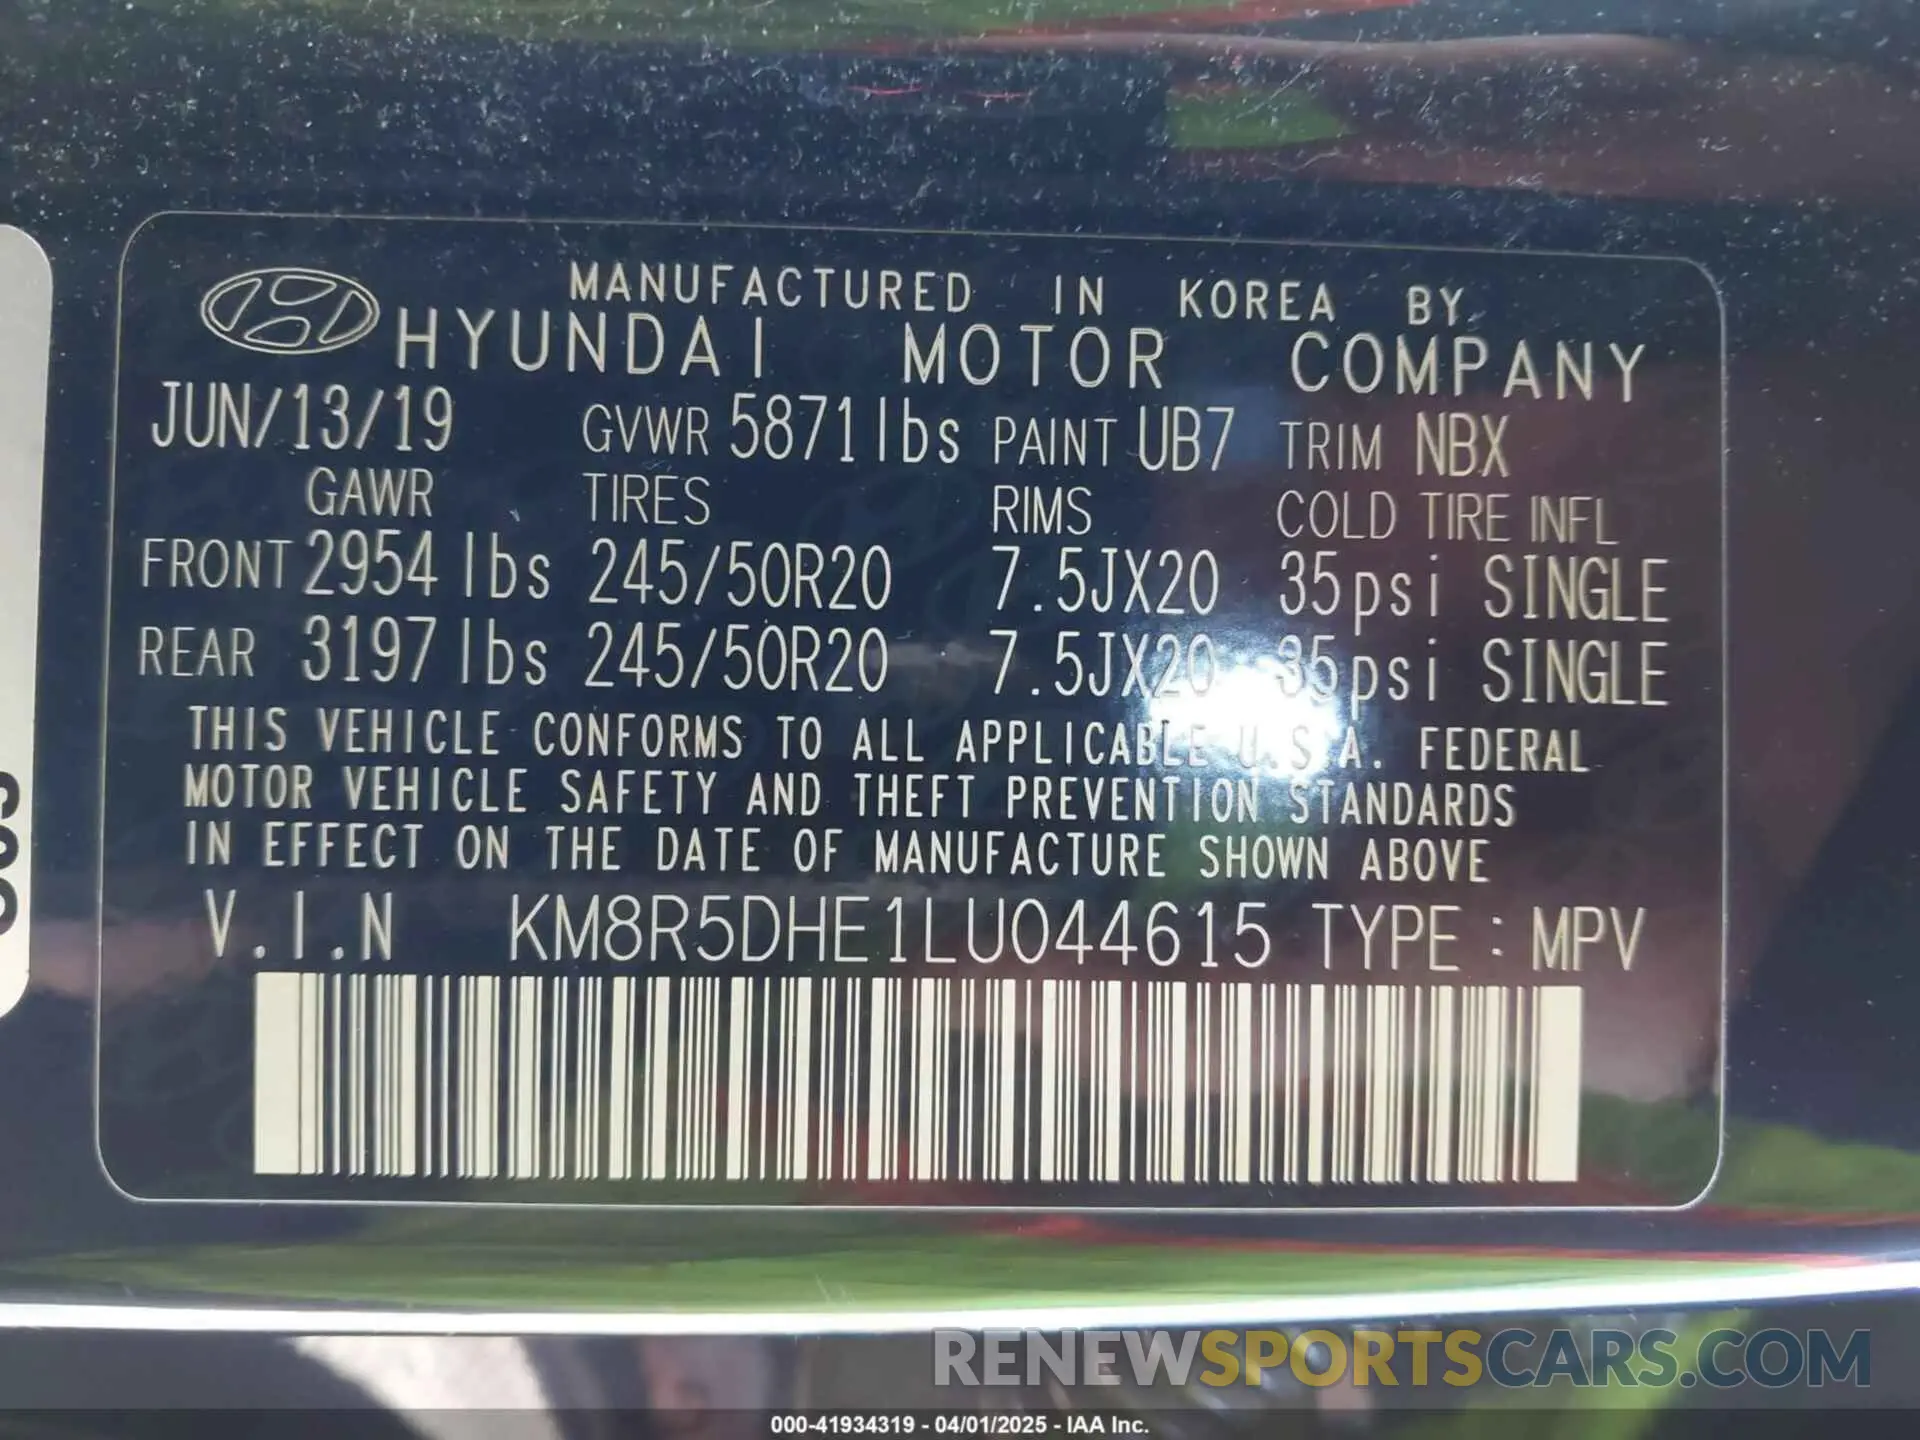 MANUFACTURED IN KOREA BY
HYUNDAI MOTOR COMPANY
JUN/13/19 GVWR 5871lbs PAINT UB7 TRIM NBX
GAWR TIRES RIMS COLD TIRE INFL
FRONT 2954 lbs 245/50R20 7.5JX20 35psi SINGLE
REAR 3197 lbs 245/50R20 7.5JX20 35psi SINGLE
THIS VEHICLE CONFORMS TO ALL APPLICABLE U.S.A. FEDERAL
MOTOR VEHICLE SAFETY AND THEFT PREVENTION STANDARDS
IN EFFECT ON THE DATE OF MANUFACTURE SHOWN ABOVE
V.I.N KM8R5DHE1LU044615 TYPE : MPV
RENEWSPORTSCARS.COM
000-41934319 - 04/01/2025 - IAA Inc.